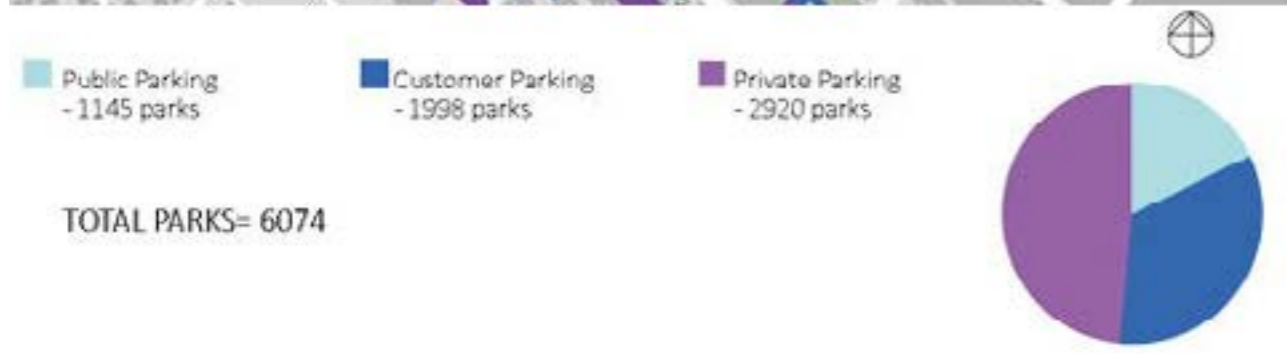 Public Parking
- 1145 parks
Customer Parking
- 1998 parks
Private Parking
- 2920 parks
TOTAL PARKS= 6074